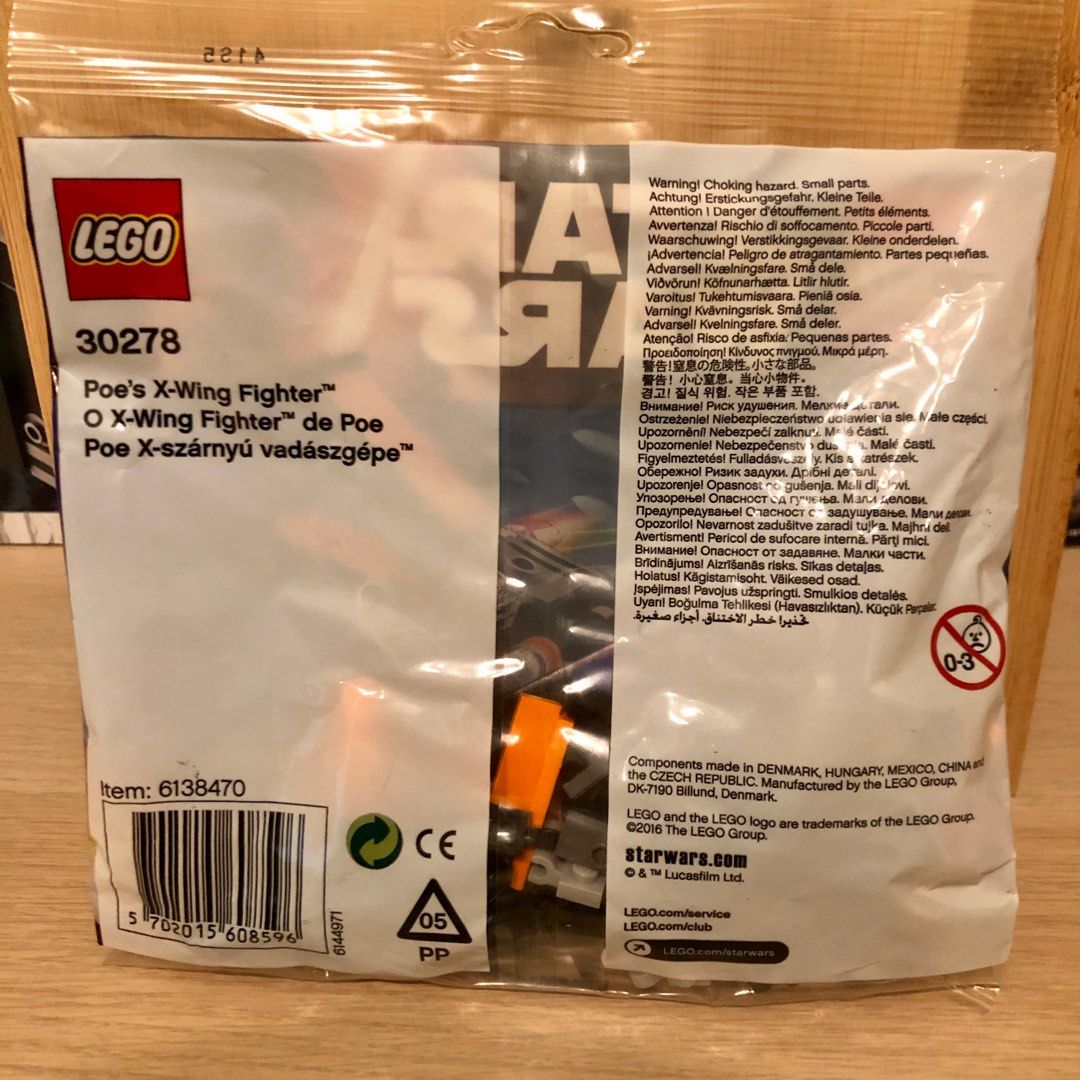 41S5
LEGO
30278
Poe's X-Wing Fighter™
O X-Wing Fighter™ de Poe
Poe X-szárnyú vadászgépe™
Item: 6138470
5 702015 608596
6144971
CE
05
PP
Warning! Choking hazard. Small parts.
Achtung! Erstickungsgefahr. Kleine Teile.
Attention ! Danger d'étouffement. Petits éléments.
Avvertenza! Rischio di soffocamento. Piccole parti.
Waarschuwing! Verstikkingsgevaar. Kleine onderdelen.
¡Advertencia! Peligro de atragantamiento. Partes pequeñas.
Advarsel! Kvælningsfare. Små dele.
Viðvörun! Köfnunarhætta. Litlir hlutir.
Varoitus! Tukehtumisvaara. Pieniä osia.
Varning! Kvävningsrisk. Små delar.
Advarsel! Kvelningsfare. Små deler.
Atenção! Risco de asfixia. Pequenas partes.
Προειδοποίηση! Κίνδυνος πνιγμού. Μικρά μέρη.
警告!窒息の危険性。小さな部品。
警告! 小心窒息。当心小物件。
경고! 질식 위험. 작은 부품 포함.
Внимание! Риск удушения. Мелкие детали.
Ostrzeżenie! Niebezpieczeństwo udławienia się. Małe części.
Upozornění! Nebezpečí zalknutí. Malé části.
Upozornenie! Nebezpečenstvo dusenia. Malé časti.
Figyelmeztetés! Fulladásveszély. Kis alkatrészek.
Обережно! Ризик задухи. Дрібні деталі.
Upozorenje! Opasnost od gušenja. Mali dijelovi.
Упозорење! Опасност од гушења. Мали делови.
Предупредување! Опасност од задушување. Мали делови.
Opozorilo! Nevarnost zadušitve zaradi tujka. Majhni deli.
Avertisment! Pericol de sufocare internă. Părţi mici.
Внимание! Опасност от задавяне. Малки части.
Brīdinājums! Aizrīšanās risks. Sīkas detaļas.
Hoiatus! Kägistamisoht. Väikesed osad.
Įspėjimas! Pavojus užspringti. Smulkios detalės.
Uyarı! Boğulma Tehlikesi (Havasızlıktan). Küçük Parçalar.
تحذير! خطر الاختناق. أجزاء صغيرة.
0-3
Components made in DENMARK, HUNGARY, MEXICO, CHINA and
the CZECH REPUBLIC. Manufactured by the LEGO Group,
DK-7190 Billund, Denmark.
LEGO and the LEGO logo are trademarks of the LEGO Group.
©2016 The LEGO Group.
starwars.com
© & ™ Lucasfilm Ltd.
LEGO.com/service
LEGO.com/club
LEGO.com/starwars